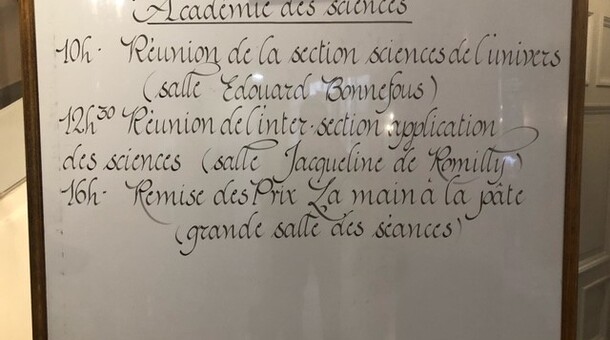 Académie des sciences
10h. Réunion de la section sciences de l'univers
(salle Edouard Bonnefous)
12h30 Réunion de l'inter-section application
des sciences (salle Jacqueline de Romilly)
16h. Remise des Prix La main à la pâte
(grande salle des séances)